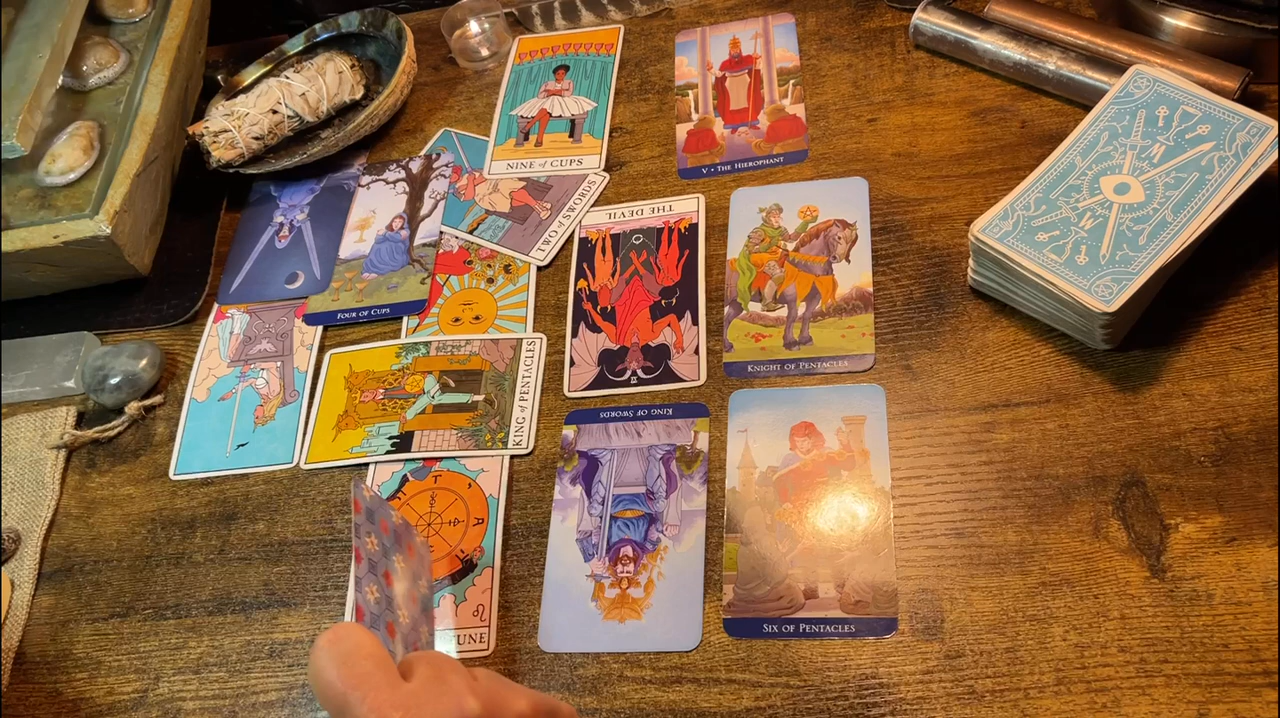 NINE of CUPS
V • THE HIEROPHANT
TWO of SWORDS
THE DEVIL
FOUR OF CUPS
KNIGHT OF PENTACLES
KING of PENTACLES
KING OF SWORDS
SIX OF PENTACLES
UNE
M
W
T
A